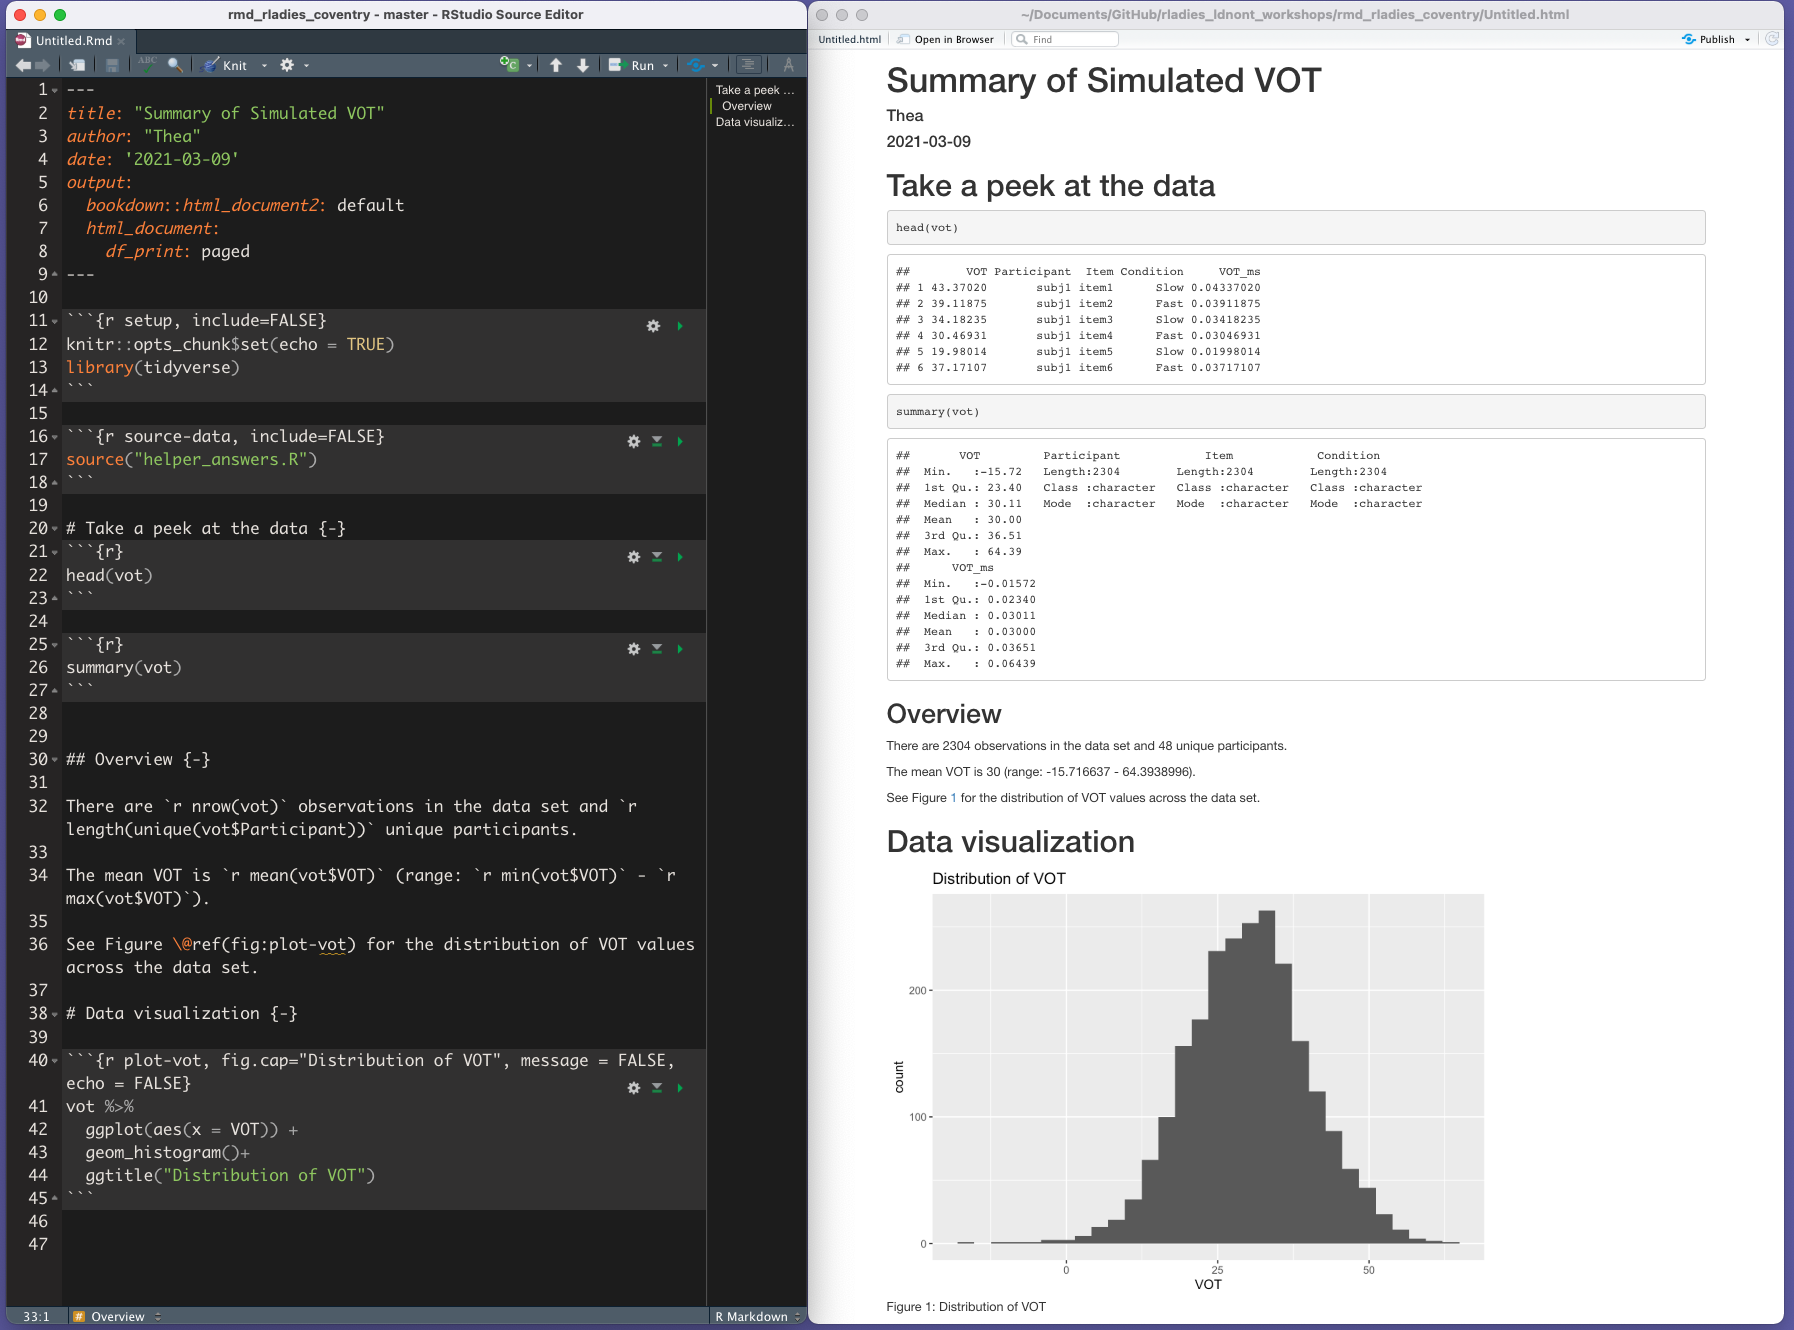 rmd_rladies_coventry - master - RStudio Source Editor
Untitled.Rmd
ABC
Knit
Run
1 ---
2 title: "Summary of Simulated VOT"
3 author: "Thea"
4 date: '2021-03-09'
5 output:
6   bookdown::html_document2: default
7   html_document:
8     df_print: paged
9 ---
10
11 ```{r setup, include=FALSE}
12 knitr::opts_chunk$set(echo = TRUE)
13 library(tidyverse)
14 ```
15
16 ```{r source-data, include=FALSE}
17 source("helper_answers.R")
18 ```
19
20 # Take a peek at the data {-}
21 ```{r}
22 head(vot)
23 ```
24
25 ```{r}
26 summary(vot)
27 ```
28
29
30 ## Overview {-}
31
32 There are `r nrow(vot)` observations in the data set and `r
length(unique(vot$Participant))` unique participants.
33
34 The mean VOT is `r mean(vot$VOT)` (range: `r min(vot$VOT)` - `r
max(vot$VOT)`).
35
36 See Figure \@ref(fig:plot-vot) for the distribution of VOT values
across the data set.
37
38 # Data visualization {-}
39
40 ```{r plot-vot, fig.cap="Distribution of VOT", message = FALSE,
echo = FALSE}
41 vot %>%
42   ggplot(aes(x = VOT)) +
43   geom_histogram()+
44   ggtitle("Distribution of VOT")
45 ```
46
47
Take a peek ...
Overview
Data visualiz...
33:1
# Overview
R Markdown
~/Documents/GitHub/rladies_ldnont_workshops/rmd_rladies_coventry/Untitled.html
Untitled.html
Open in Browser
Find
Publish
Summary of Simulated VOT
Thea
2021-03-09
Take a peek at the data
head(vot)
##        VOT Participant  Item Condition     VOT_ms
## 1 43.37020       subj1 item1      Slow 0.04337020
## 2 39.11875       subj1 item2      Fast 0.03911875
## 3 34.18235       subj1 item3      Slow 0.03418235
## 4 30.46931       subj1 item4      Fast 0.03046931
## 5 19.98014       subj1 item5      Slow 0.01998014
## 6 37.17107       subj1 item6      Fast 0.03717107
summary(vot)
##       VOT         Participant            Item            Condition
##  Min.   :-15.72   Length:2304        Length:2304        Length:2304
##  1st Qu.: 23.40   Class :character   Class :character   Class :character
##  Median : 30.11   Mode  :character   Mode  :character   Mode  :character
##  Mean   : 30.00
##  3rd Qu.: 36.51
##  Max.   : 64.39
##      VOT_ms
##  Min.   :-0.01572
##  1st Qu.: 0.02340
##  Median : 0.03011
##  Mean   : 0.03000
##  3rd Qu.: 0.03651
##  Max.   : 0.06439
Overview
There are 2304 observations in the data set and 48 unique participants.
The mean VOT is 30 (range: -15.716637 - 64.3938996).
See Figure 1 for the distribution of VOT values across the data set.
Data visualization
Distribution of VOT
200
100
0
count
0 25 50
VOT
Figure 1: Distribution of VOT